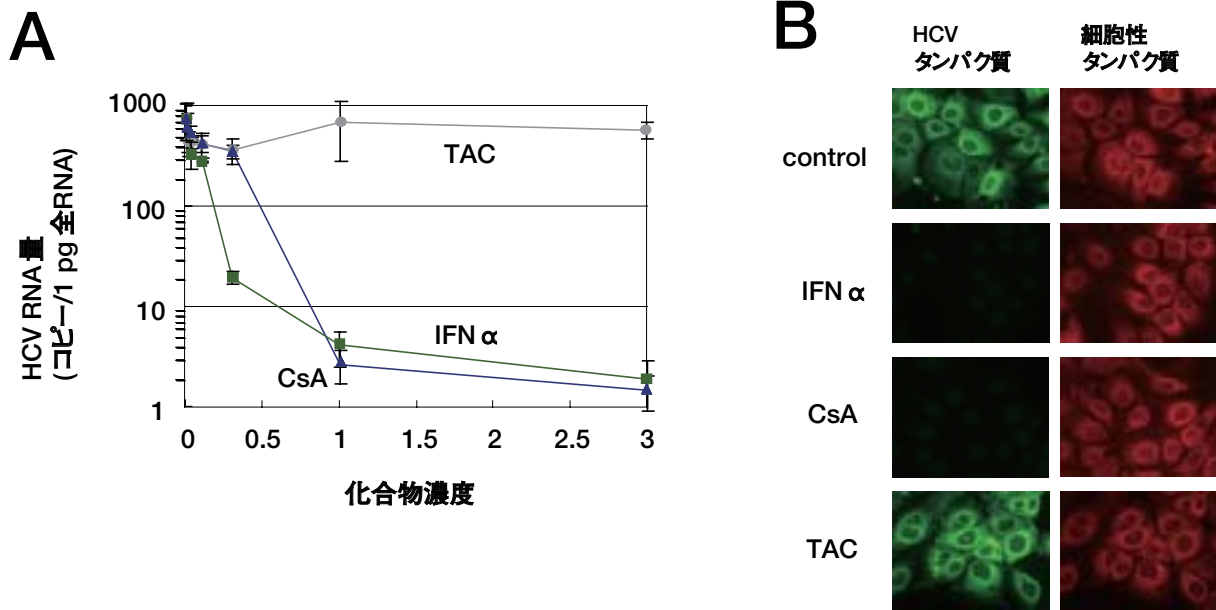 A
1000
100
10
1
HCV RNA 量
(コピー/1 pg 全RNA)
TAC
IFN α
CsA
0 0.5 1 1.5 2 2.5 3
化合物濃度
B
HCV
タンパク質
細胞性
タンパク質
control
IFN α
CsA
TAC